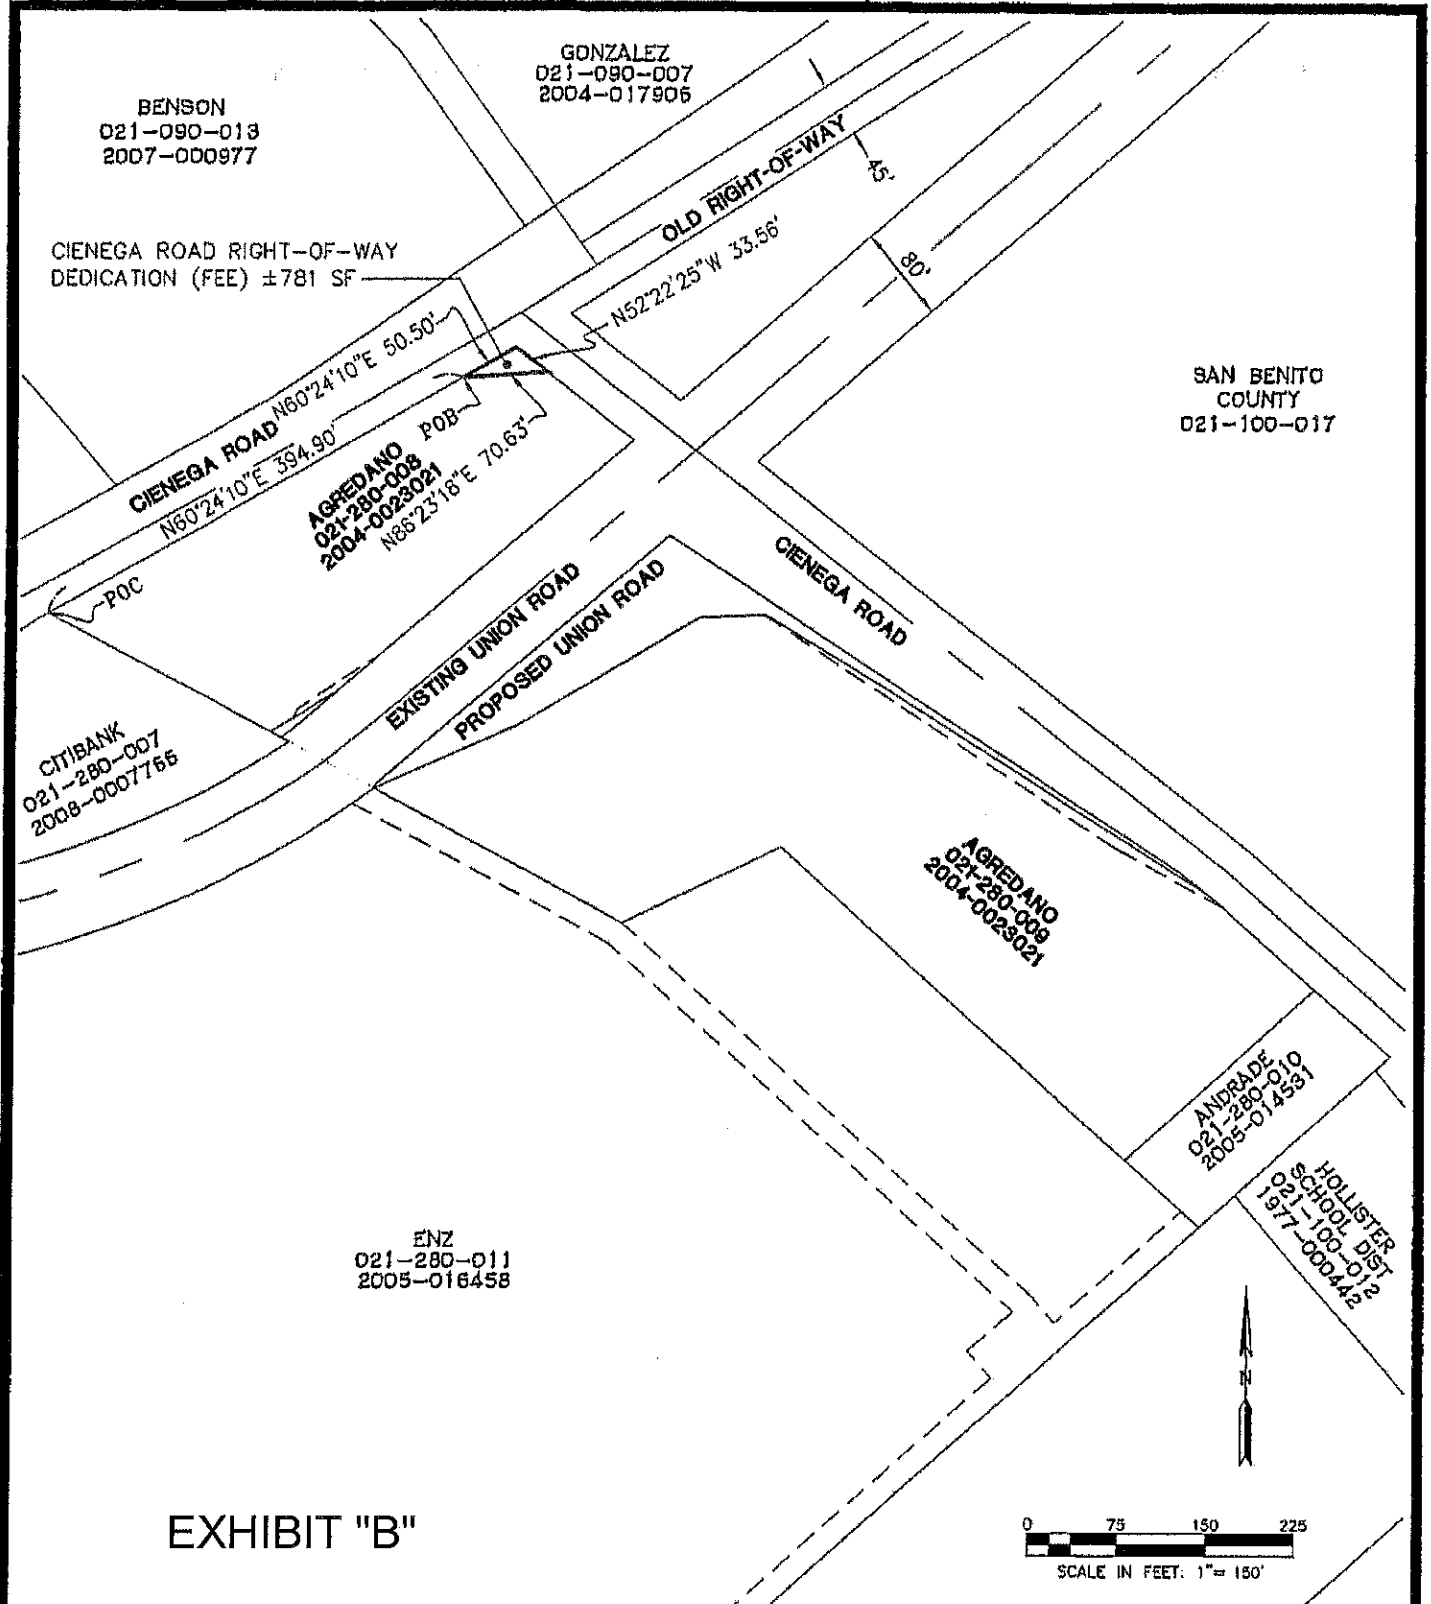 GONZALEZ
021-090-007
2004-017906
BENSON
021-090-013
2007-000977
OLD RIGHT-OF-WAY
45'
CIENEGA ROAD RIGHT-OF-WAY
DEDICATION (FEE) ±781 SF
N52°22'25"W 33.56'
80'
N60°24'10"E 50.50'
SAN BENITO
COUNTY
021-100-017
CIENEGA ROAD
N60°24'10"E 394.90'
POB
AGREDANO
021-280-008
2004-0023021
N86°23'18"E 70.63'
POC
CIENEGA ROAD
EXISTING UNION ROAD
PROPOSED UNION ROAD
CITIBANK
021-280-007
2008-0007766
AGREDANO
021-280-009
2004-0023021
ANDRADE
021-280-010
2005-014531
HOLLISTER
SCHOOL DIST
021-100-012
1977-000442
ENZ
021-280-011
2005-016458
N
EXHIBIT "B"
0 75 150 225
SCALE IN FEET: 1"= 150'